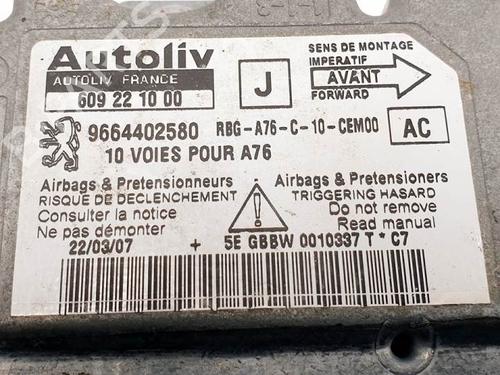 Autoliv
AUTOLIV FRANCE
609 22 10 00
J
SENS DE MONTAGE
IMPERATIF
AVANT
FORWARD
9664402580 RBG-A76-C-10-CEM00
AC
10 VOIES POUR A76
Airbags & Pretensionneurs
RISQUE DE DECLENCHEMENT
Consulter la notice
Ne pas démonter
Airbags & Pretensioners
TRIGGERING HASARD
Do not remove
Read manual
22/03/07 + 5E GBBW 0010337 T * C7